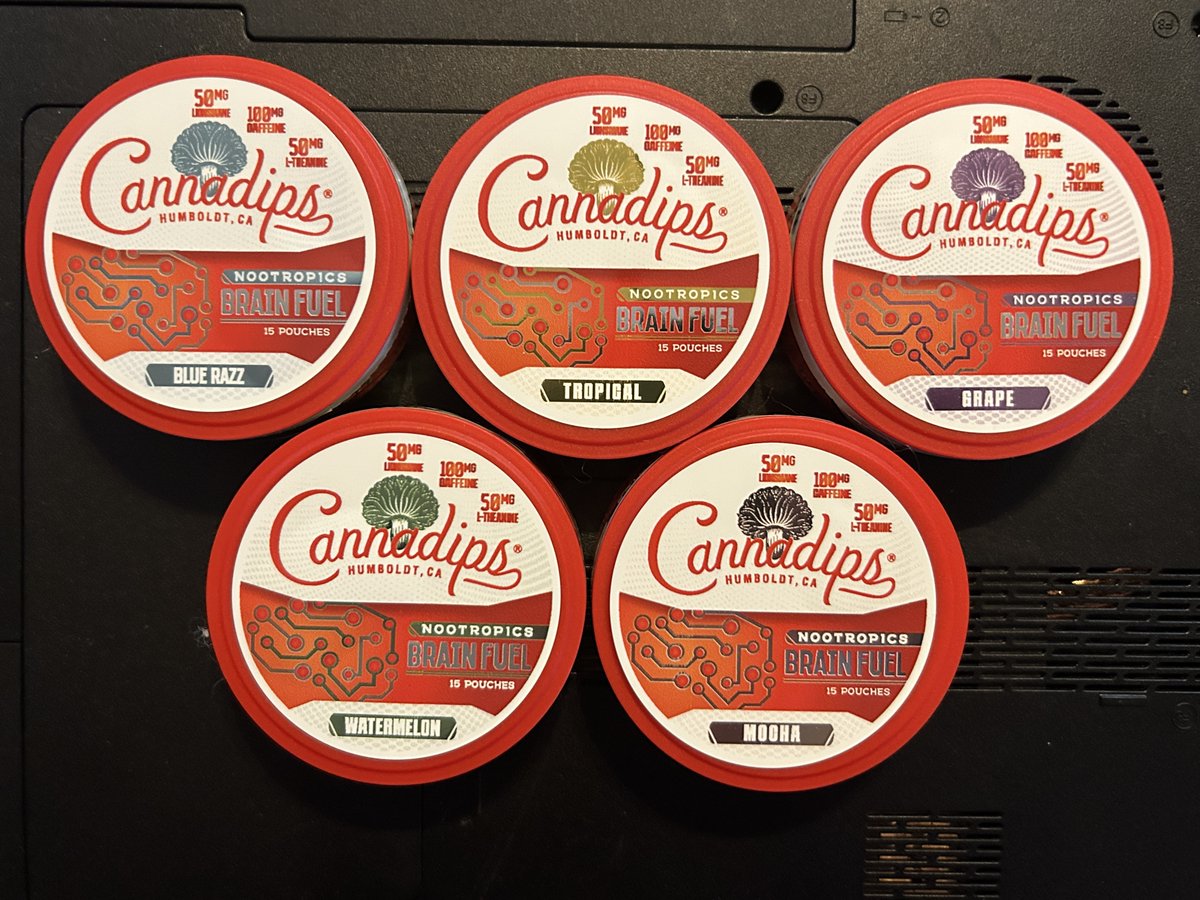 50MG
LIONSMANE
100MG
CAFFEINE
50MG
L-THEANINE
Cannadips®
HUMBOLDT, CA
NOOTROPICS
BRAIN FUEL
15 POUCHES
BLUE RAZZ
50MG
LIONSMANE
100MG
CAFFEINE
50MG
L-THEANINE
Cannadips®
HUMBOLDT, CA
NOOTROPICS
BRAIN FUEL
15 POUCHES
TROPICAL
50MG
LIONSMANE
100MG
CAFFEINE
50MG
L-THEANINE
Cannadips®
HUMBOLDT, CA
NOOTROPICS
BRAIN FUEL
15 POUCHES
GRAPE
50MG
LIONSMANE
100MG
CAFFEINE
50MG
L-THEANINE
Cannadips®
HUMBOLDT, CA
NOOTROPICS
BRAIN FUEL
15 POUCHES
WATERMELON
50MG
LIONSMANE
100MG
CAFFEINE
50MG
L-THEANINE
Cannadips®
HUMBOLDT, CA
NOOTROPICS
BRAIN FUEL
15 POUCHES
MOCHA